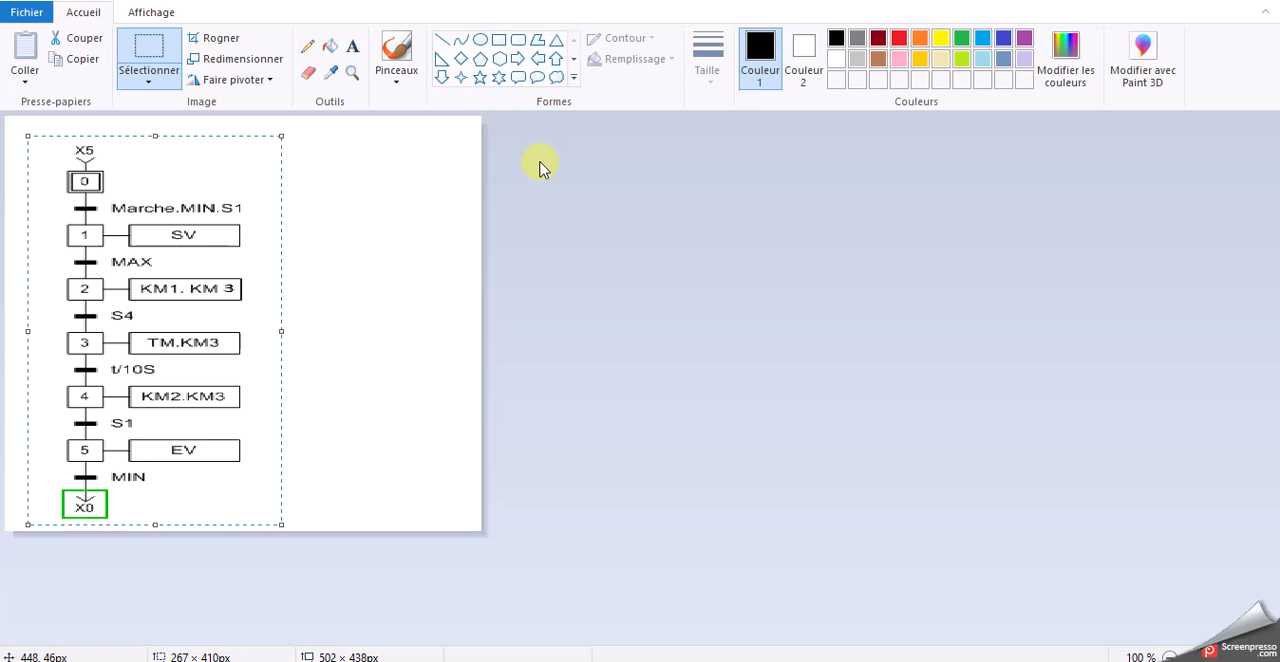 Fichier Accueil Affichage
Coller
Couper
Copier
Presse-papiers
Sélectionner
Rogner
Redimensionner
Faire pivoter
Image
A
Outils
Pinceaux
Formes
Contour
Remplissage
Taille
Couleur 1
Couleur 2
Couleurs
Modifier les couleurs
Modifier avec Paint 3D
X5
0
Marche.MIN.S1
1 SV
MAX
2 KM1. KM 3
S4
3 TM.KM3
t/10S
4 KM2.KM3
S1
5 EV
MIN
X0
448, 46px 267 × 410px 502 × 438px 100 %
Screenpresso
.com